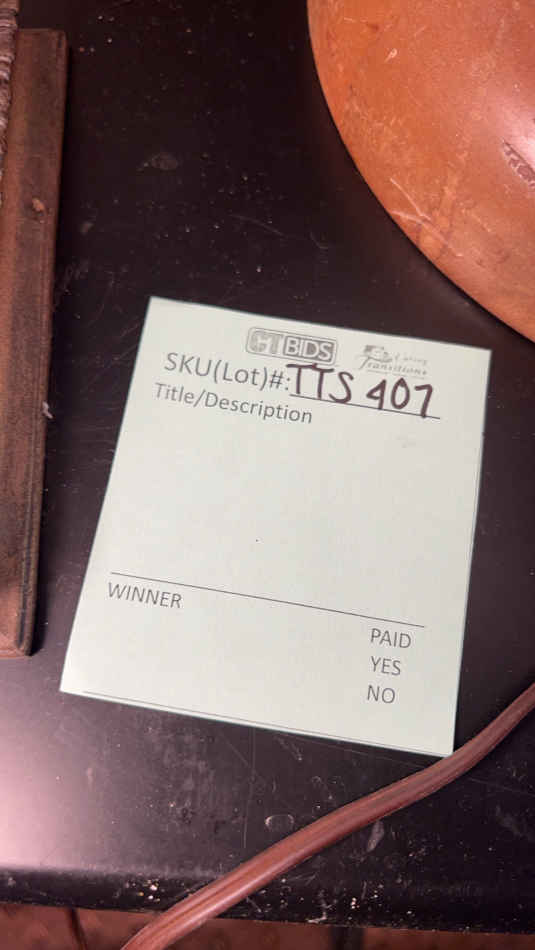 CTBIDS
Caring
Transitions
SKU(Lot)#: TTS 407
Title/Description
WINNER
PAID
YES
NO